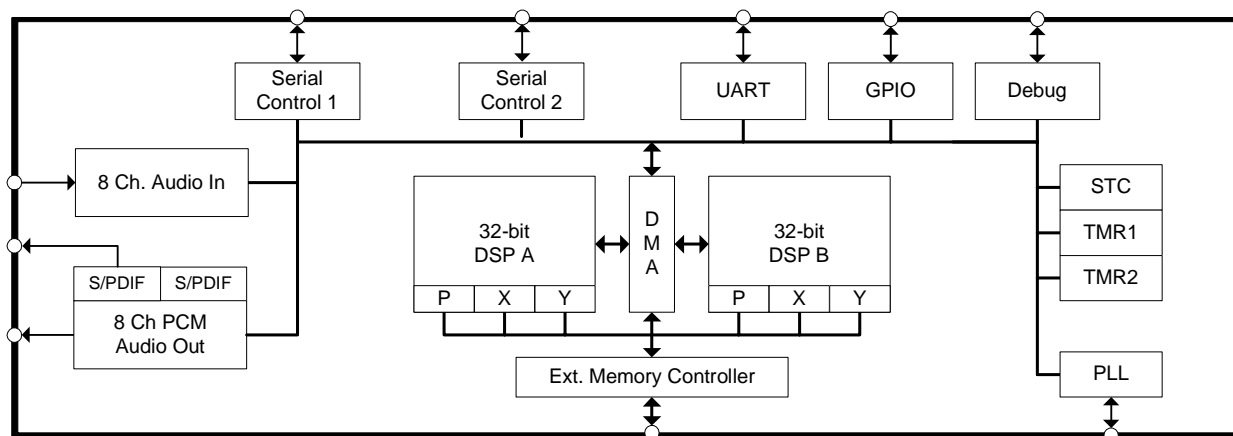 Serial
Control 1
Serial
Control 2
UART
GPIO
Debug
8 Ch. Audio In
S/PDIF
S/PDIF
8 Ch PCM
Audio Out
32-bit
DSP A
P
X
Y
D
M
A
32-bit
DSP B
P
X
Y
Ext. Memory Controller
STC
TMR1
TMR2
PLL